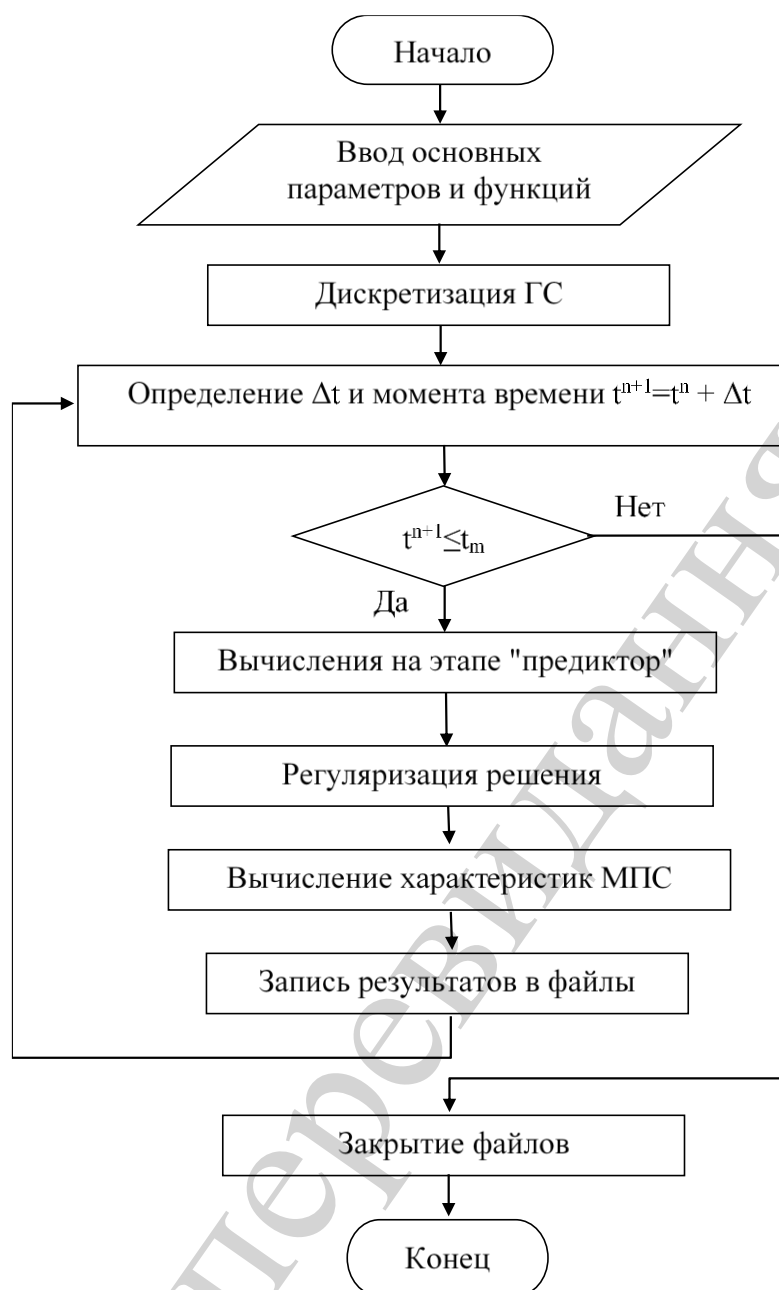 Начало
Ввод основных
параметров и функций
Дискретизация ГС
Определение Δt и момента времени tⁿ⁺¹=tⁿ + Δt
Нет
tⁿ⁺¹≤tₘ
Да
Вычисления на этапе "предиктор"
Регуляризация решения
Вычисление характеристик МПС
Запись результатов в файлы
Закрытие файлов
Конец
перевидання